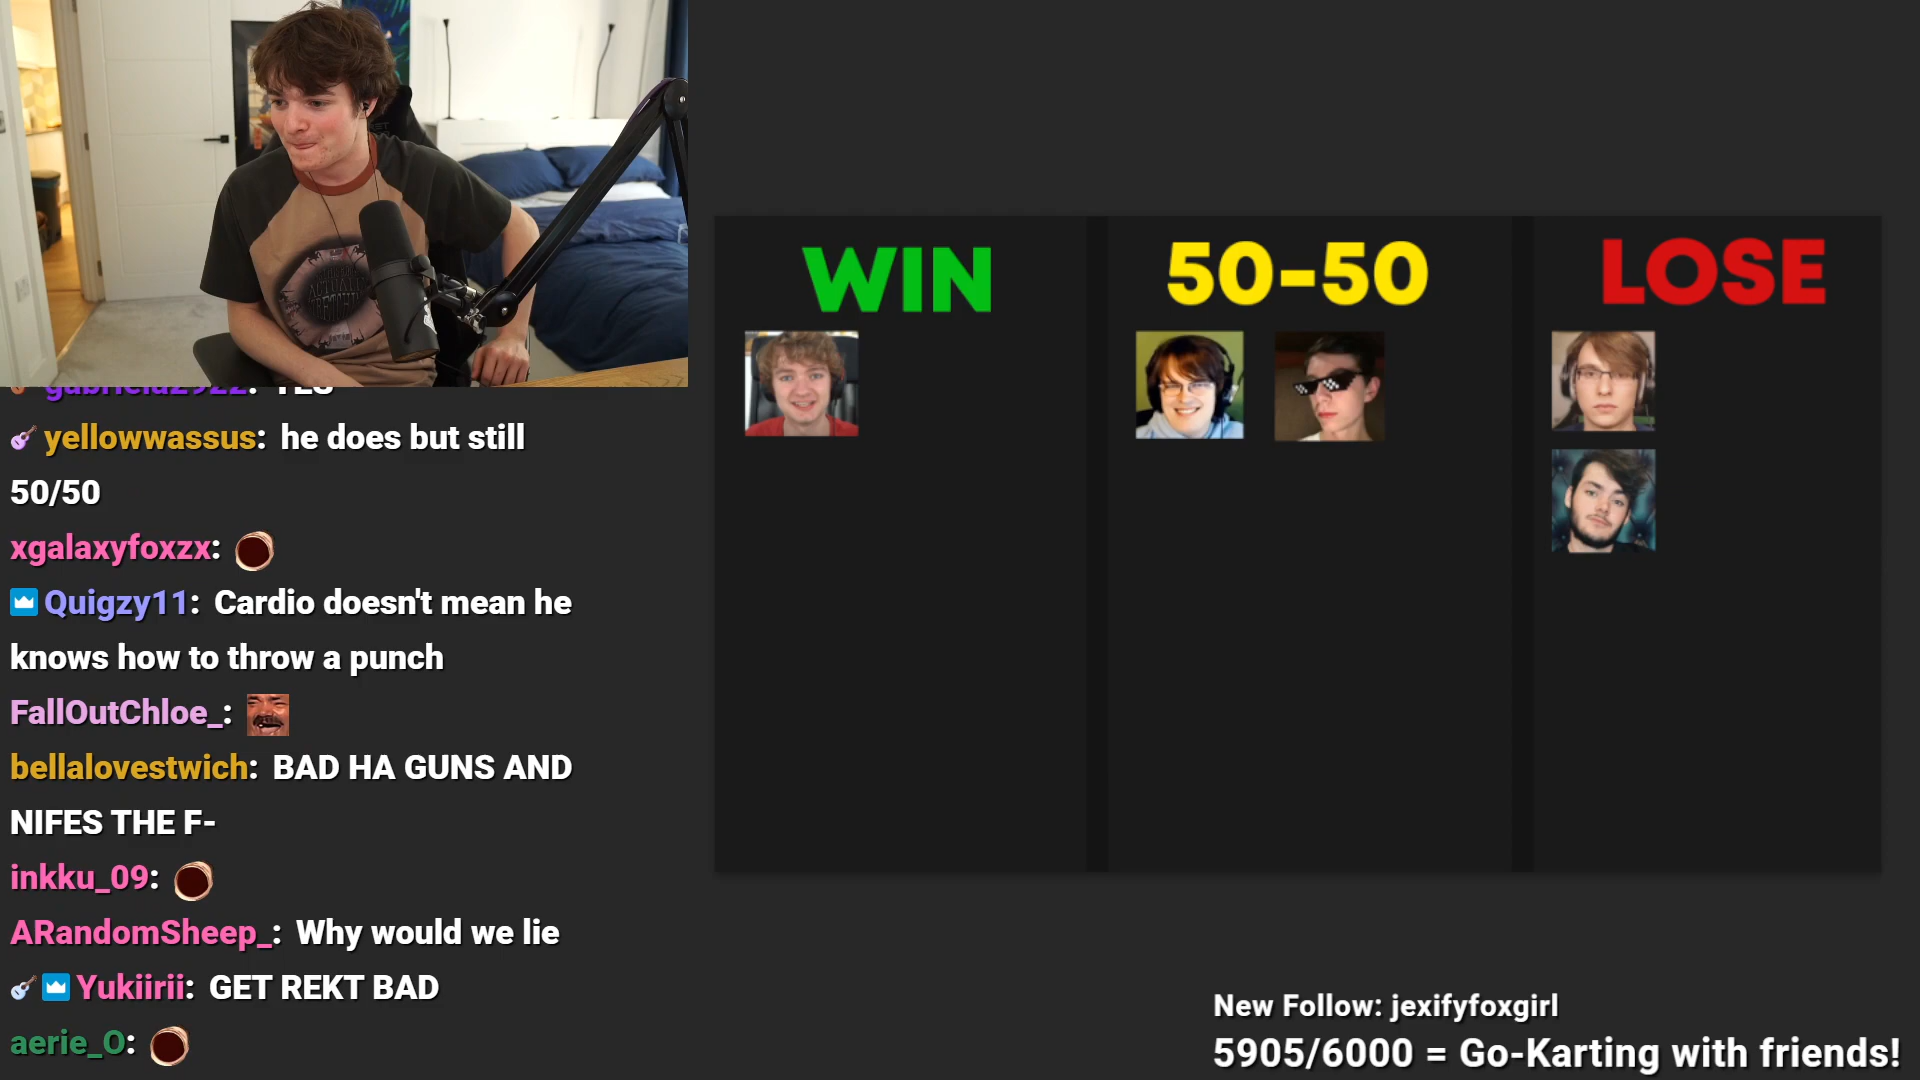 WIN
50-50
LOSE
yellowwassus: he does but still
50/50
xgalaxyfoxzx:
Quigzy11: Cardio doesn't mean he
knows how to throw a punch
FallOutChloe_:
bellalovestwich: BAD HA GUNS AND
NIFES THE F-
inkku_09:
ARandomSheep_: Why would we lie
Yukiirii: GET REKT BAD
aerie_O:
New Follow: jexifyfoxgirl
5905/6000 = Go-Karting with friends!